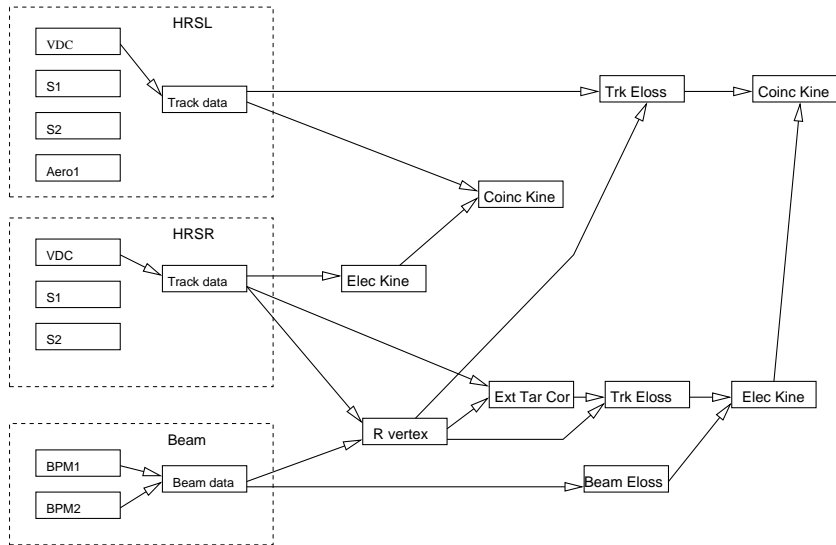 HRSL
VDC
S1
Track data
S2
Aero1
Trk Eloss
Coinc Kine
Coinc Kine
HRSR
VDC
Track data
S1
S2
Elec Kine
Ext Tar Cor
Trk Eloss
Elec Kine
R vertex
Beam
BPM1
Beam data
BPM2
Beam Eloss